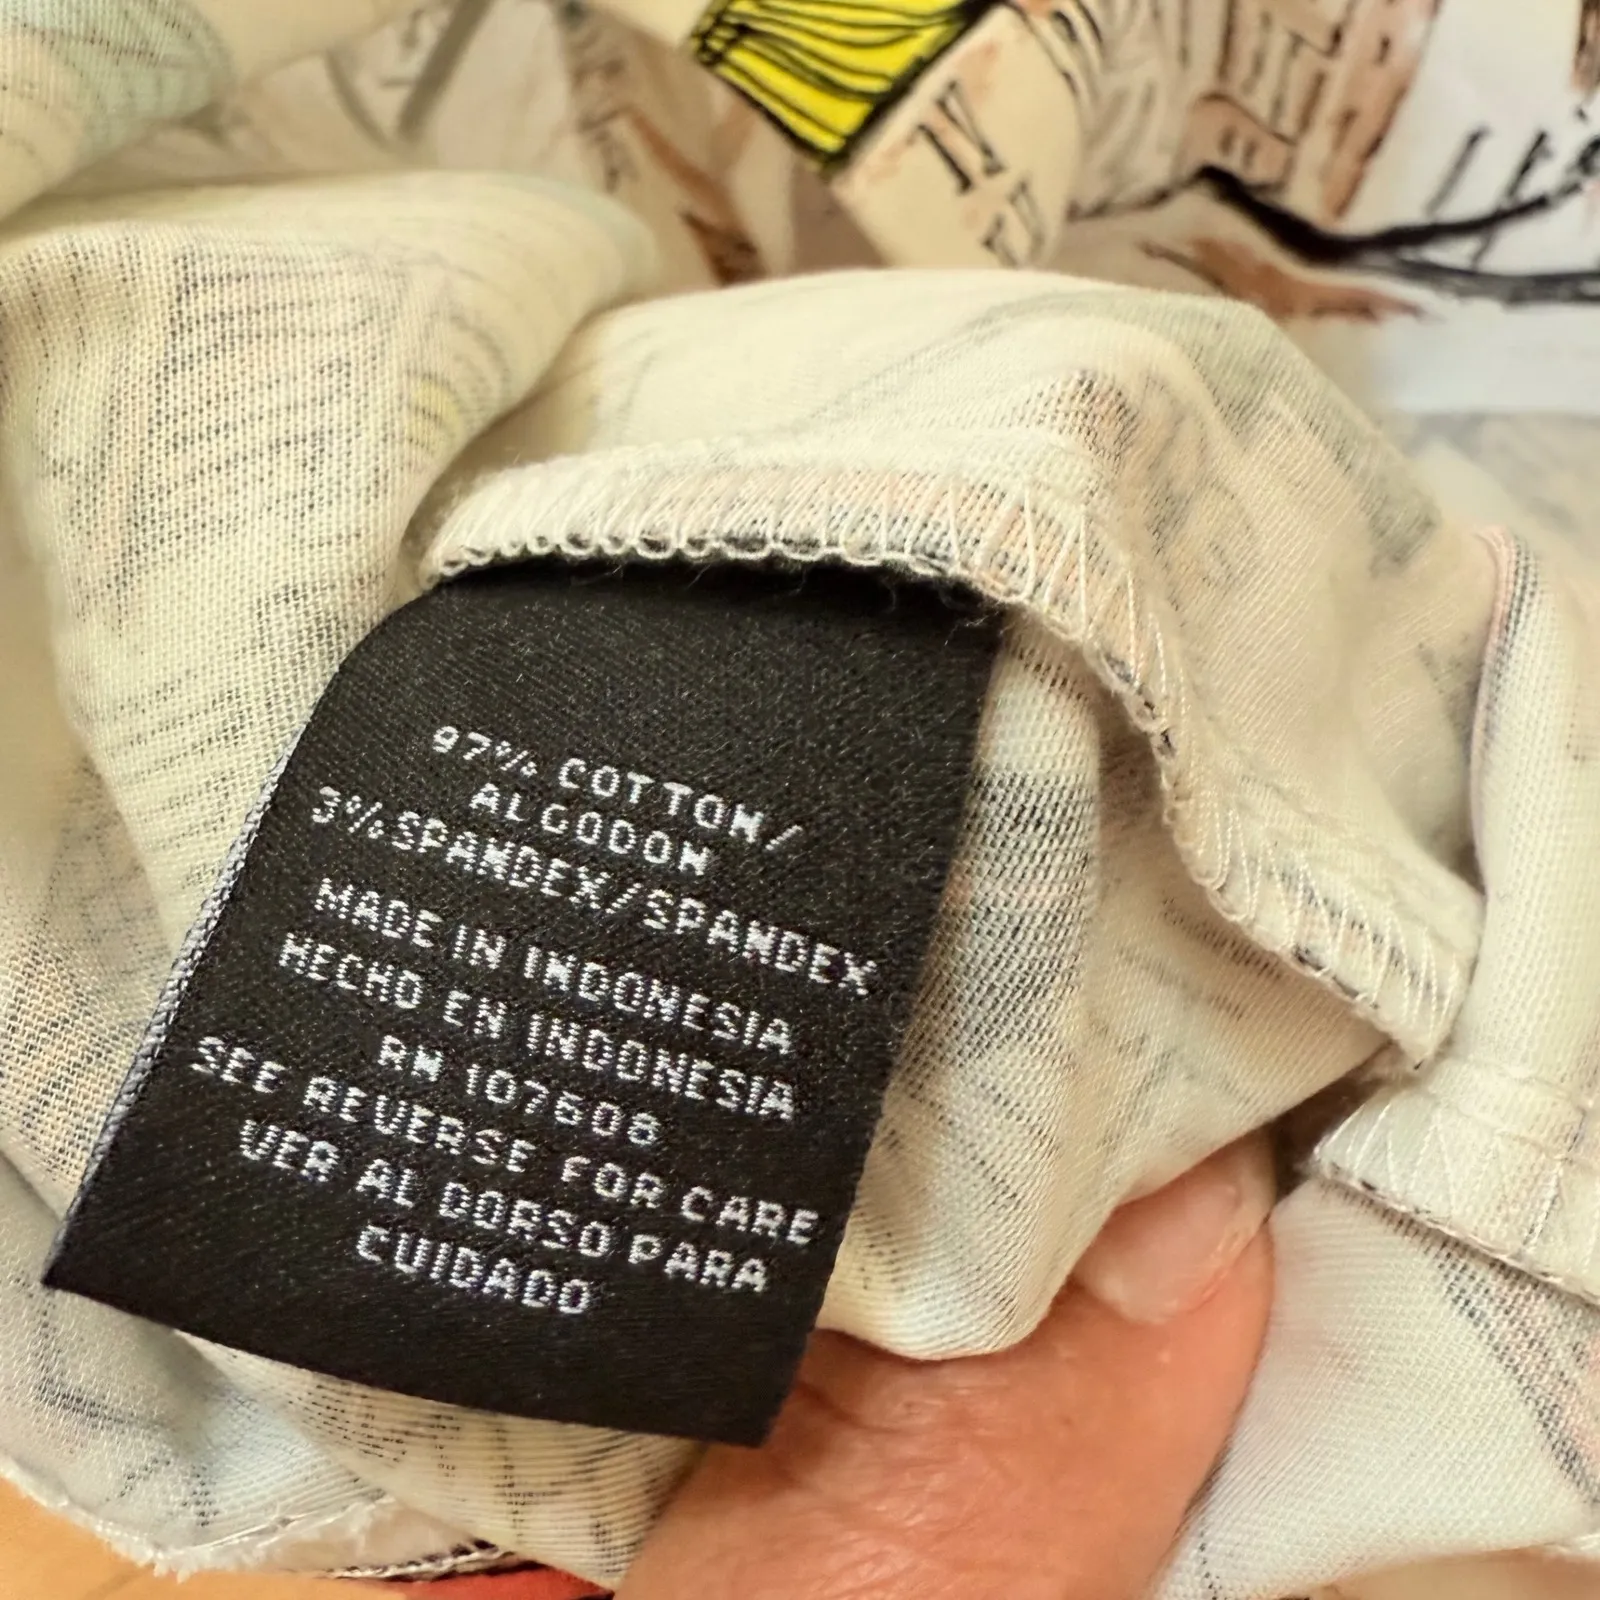 97% COTTON/
ALGODON
3% SPANDEX/SPANDEX
MADE IN INDONESIA
HECHO EN INDONESIA
RN 107606
SEE REVERSE FOR CARE
VER AL DORSO PARA
CUIDADO